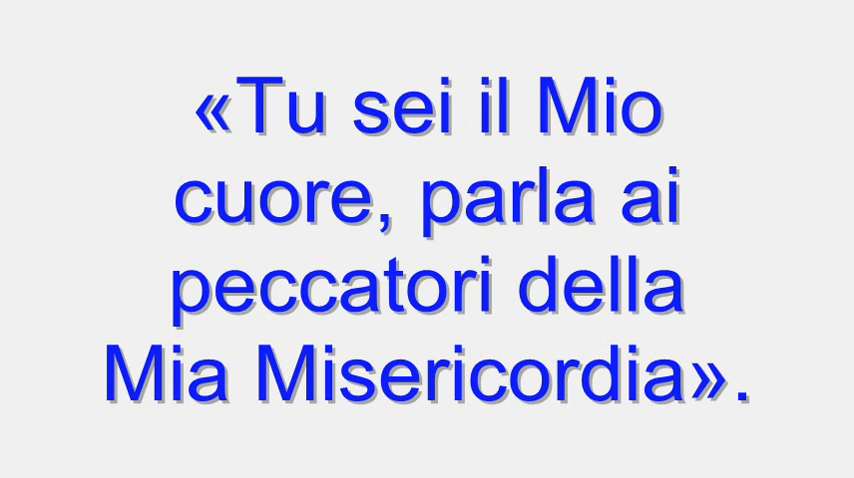 «Tu sei il Mio
cuore, parla ai
peccatori della
Mia Misericordia».